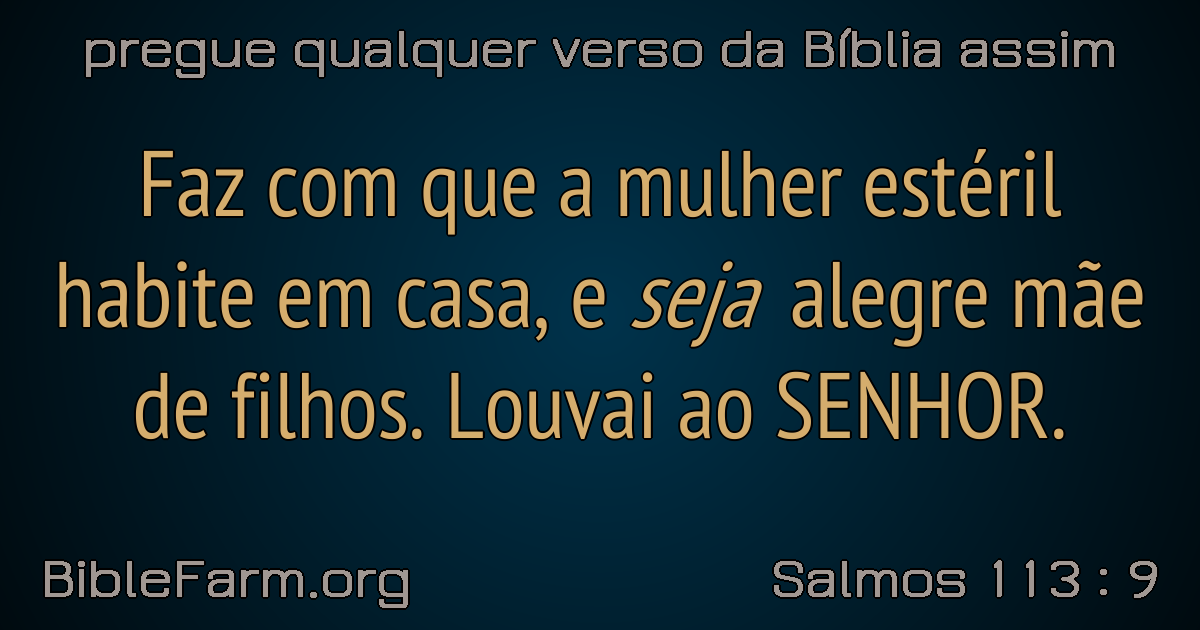 pregue qualquer verso da Bíblia assim
Faz com que a mulher estéril
habite em casa, e seja alegre mãe
de filhos. Louvai ao SENHOR.
BibleFarm.org
Salmos 113 : 9